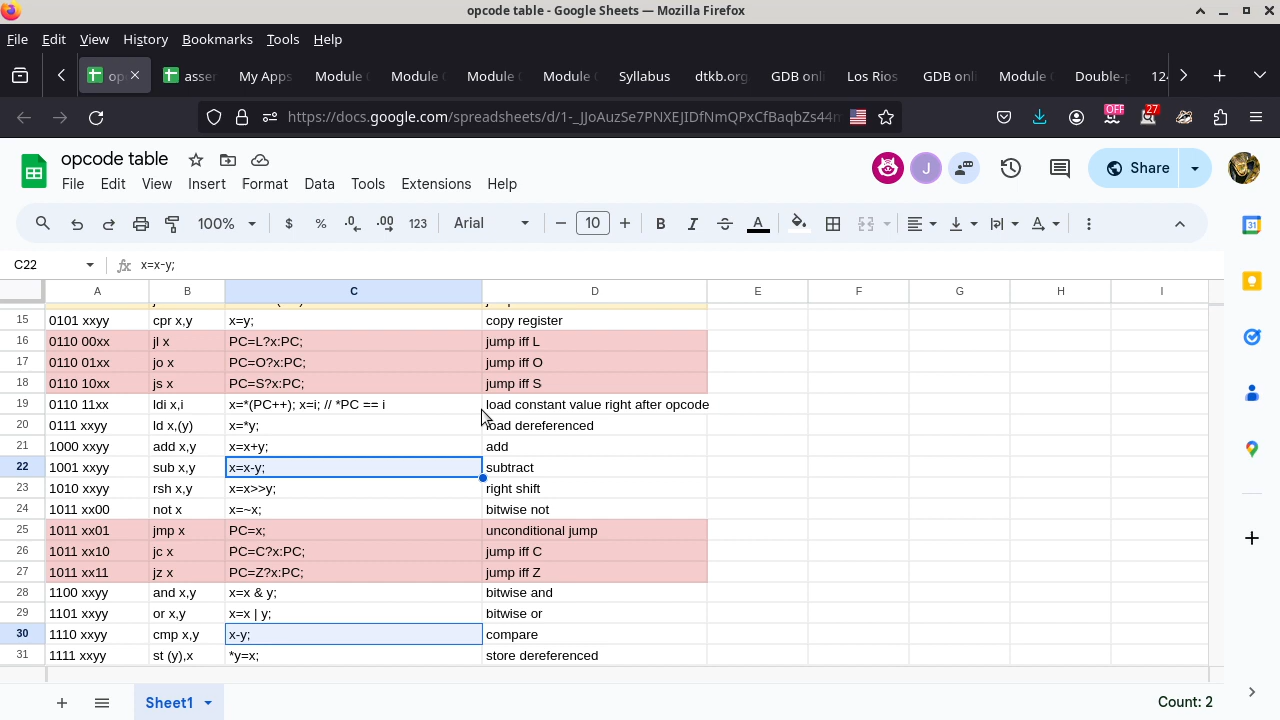 opcode table - Google Sheets — Mozilla Firefox
File Edit View History Bookmarks Tools Help
op asser My Apps Module Module Module Module Syllabus dtkb.org GDB onli Los Rios GDB onli Module Double-p
https://docs.google.com/spreadsheets/d/1-_JJoAuzSe7PNXEJIDfNmQPxCfBaqbZs44m OFF 27
opcode table
File Edit View Insert Format Data Tools Extensions Help
J Share
100% $ % .0 .00 123 Arial 10 B I S A
C22 fx x=x-y;
A B C D E F G H I
15 0101 xxyy cpr x,y x=y; copy register
16 0110 00xx jl x PC=L?x:PC; jump iff L
17 0110 01xx jo x PC=O?x:PC; jump iff O
18 0110 10xx js x PC=S?x:PC; jump iff S
19 0110 11xx ldi x,i x=*(PC++); x=i; // *PC == i load constant value right after opcode
20 0111 xxyy ld x,(y) x=*y; load dereferenced
21 1000 xxyy add x,y x=x+y; add
22 1001 xxyy sub x,y x=x-y; subtract
23 1010 xxyy rsh x,y x=x>>y; right shift
24 1011 xx00 not x x=~x; bitwise not
25 1011 xx01 jmp x PC=x; unconditional jump
26 1011 xx10 jc x PC=C?x:PC; jump iff C
27 1011 xx11 jz x PC=Z?x:PC; jump iff Z
28 1100 xxyy and x,y x=x & y; bitwise and
29 1101 xxyy or x,y x=x | y; bitwise or
30 1110 xxyy cmp x,y x-y; compare
31 1111 xxyy st (y),x *y=x; store dereferenced
Sheet1 Count: 2